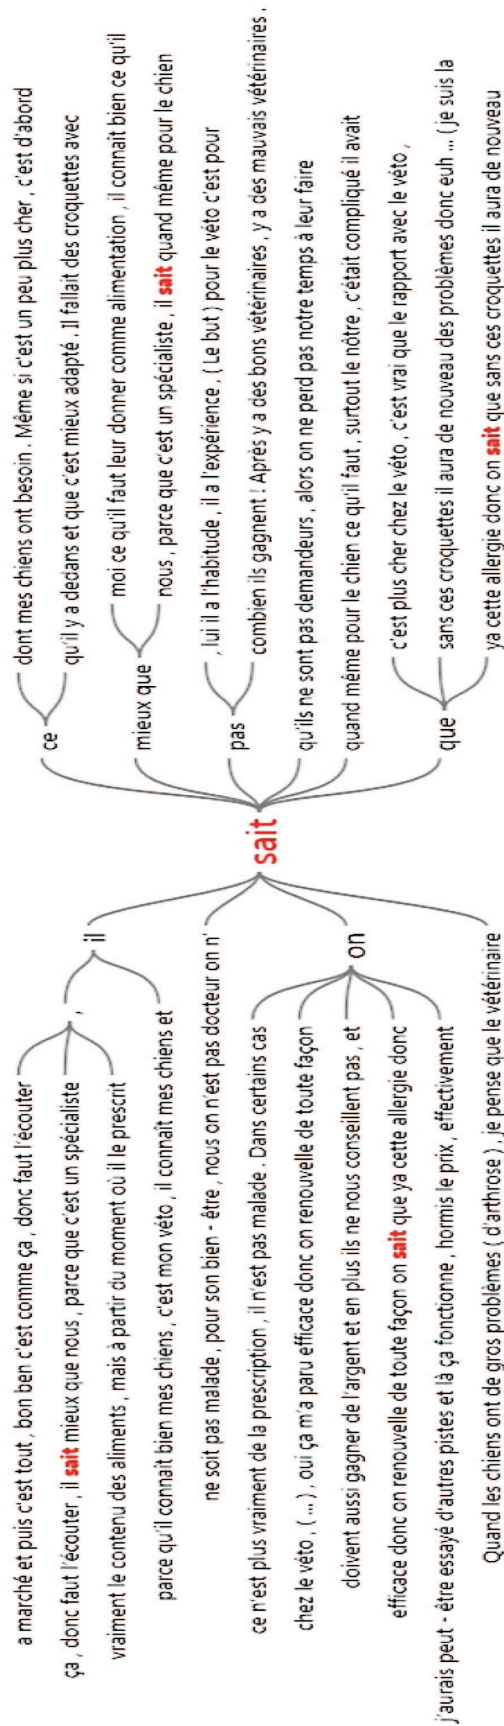 a marché et puis c'est tout , bon ben c'est comme ça , donc faut l'écouter
ça , donc faut l'écouter , il sait mieux que nous , parce que c'est un spécialiste
,
vraiment le contenu des aliments , mais à partir du moment où il le prescrit
il
parce qu'il connaît bien mes chiens , c'est mon véto , il connaît mes chiens et
ne soit pas malade , pour son bien - être , nous on n'est pas docteur on n'
ce n'est plus vraiment de la prescription , il n'est pas malade . Dans certains cas
chez le véto , ( ... ) , oui ça m'a paru efficace donc on renouvelle de toute façon
on
doivent aussi gagner de l'argent et en plus ils ne nous conseillent pas , et
efficace donc on renouvelle de toute façon on sait que ya cette allergie donc
j'aurais peut - être essayé d'autres pistes et là ça fonctionne , hormis le prix , effectivement
Quand les chiens ont de gros problèmes ( d'arthrose ) , je pense que le vétérinaire
sait
ce
dont mes chiens ont besoin . Même si c'est un peu plus cher , c'est d'abord
qu'il y a dedans et que c'est mieux adapté . Il fallait des croquettes avec
mieux que
moi ce qu'il faut leur donner comme alimentation , il connait bien ce qu'il
nous , parce que c'est un spécialiste , il sait quand même pour le chien
pas
, lui il a l'habitude , il a l'expérience , ( Le but ) pour le véto c'est pour
combien ils gagnent ! Après y a des bons vétérinaires , y a des mauvais vétérinaires .
qu'ils ne sont pas demandeurs , alors on ne perd pas notre temps à leur faire
quand même pour le chien ce qu'il faut , surtout le nôtre , c'était compliqué il avait
que
c'est plus cher chez le véto , c'est vrai que le rapport avec le véto ,
sans ces croquettes il aura de nouveau des problèmes donc euh ... ( je suis la
ya cette allergie donc on sait que sans ces croquettes il aura de nouveau